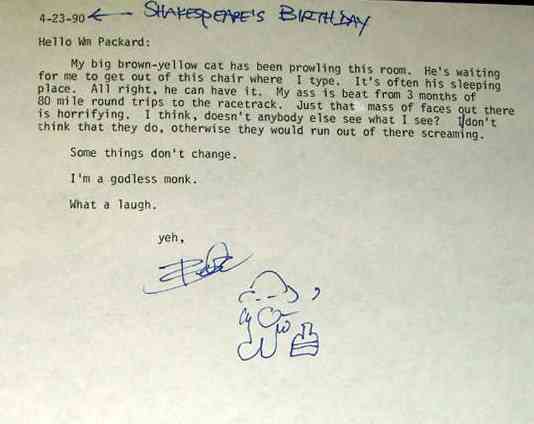 4-23-90 ← SHAKESPEARE'S BIRTHDAY
Hello Wm Packard:
My big brown-yellow cat has been prowling this room. He's waiting
for me to get out of this chair where I type. It's often his sleeping
place. All right, he can have it. My ass is beat from 3 months of
80 mile round trips to the racetrack. Just that mass of faces out there
is horrifying. I think, doesn't anybody else see what I see? I/don't
think that they do, otherwise they would run out of there screaming.
Some things don't change.
I'm a godless monk.
What a laugh.
yeh,